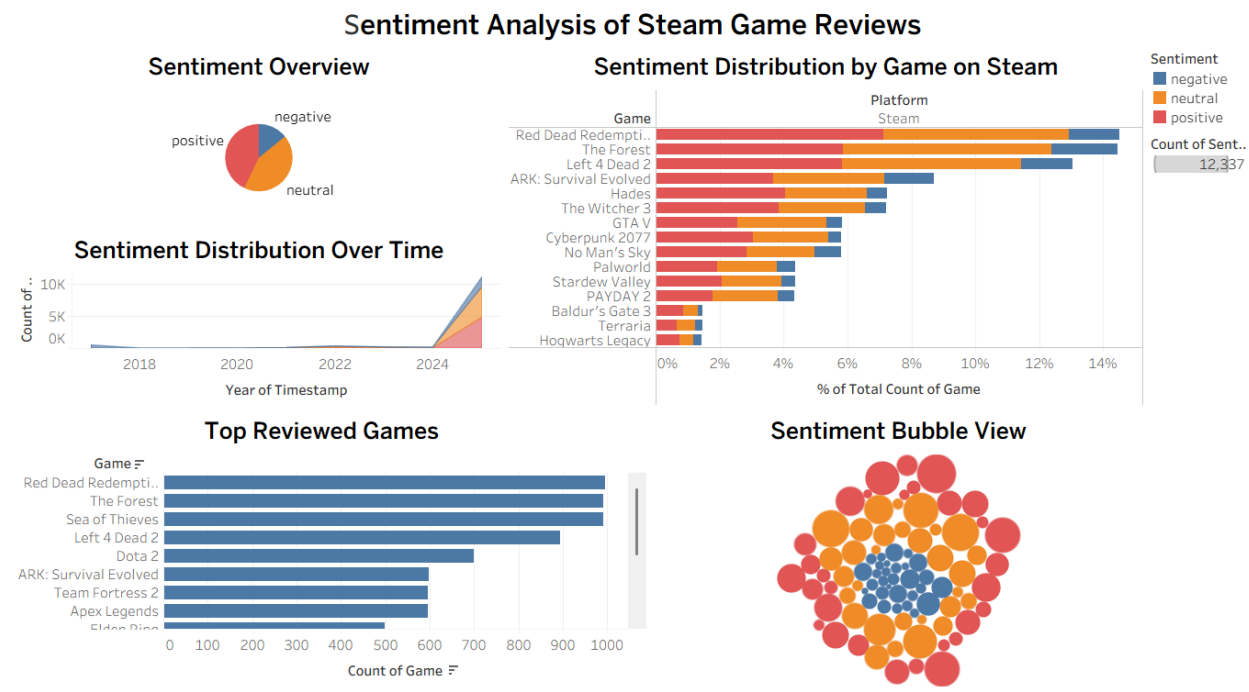 Sentiment Analysis of Steam Game Reviews
Sentiment Overview
negative
positive
neutral
Sentiment Distribution Over Time
Count of ..
10K
5K
0K
2018 2020 2022 2024
Year of Timestamp
Sentiment Distribution by Game on Steam
Platform
Game Steam
Red Dead Redempti..
The Forest
Left 4 Dead 2
ARK: Survival Evolved
Hades
The Witcher 3
GTA V
Cyberpunk 2077
No Man's Sky
Palworld
Stardew Valley
PAYDAY 2
Baldur's Gate 3
Terraria
Hogwarts Legacy
0% 2% 4% 6% 8% 10% 12% 14%
% of Total Count of Game
Sentiment
negative
neutral
positive
Count of Sent..
12,337
Top Reviewed Games
Game
Red Dead Redempti..
The Forest
Sea of Thieves
Left 4 Dead 2
Dota 2
ARK: Survival Evolved
Team Fortress 2
Apex Legends
Elden Ring
0 100 200 300 400 500 600 700 800 900 1000
Count of Game
Sentiment Bubble View